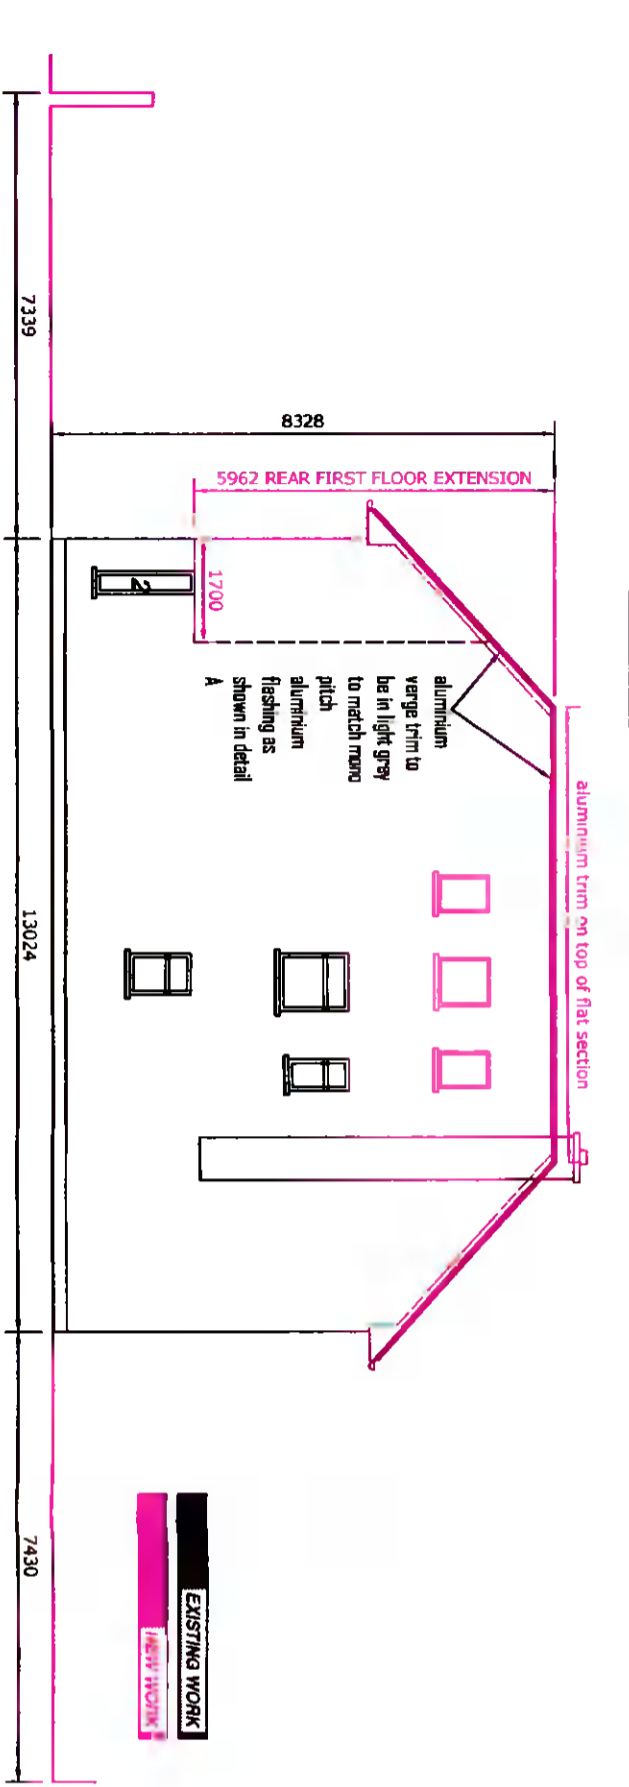 aluminium trim on top of flat section
8328
5962 REAR FIRST FLOOR EXTENSION
1700
aluminium
verge trim to
be in light gray
to match mono
pitch
aluminium
flashing as
shown in detail
A
2
7339
13024
7430
EXISTING WORK
NEW WORK